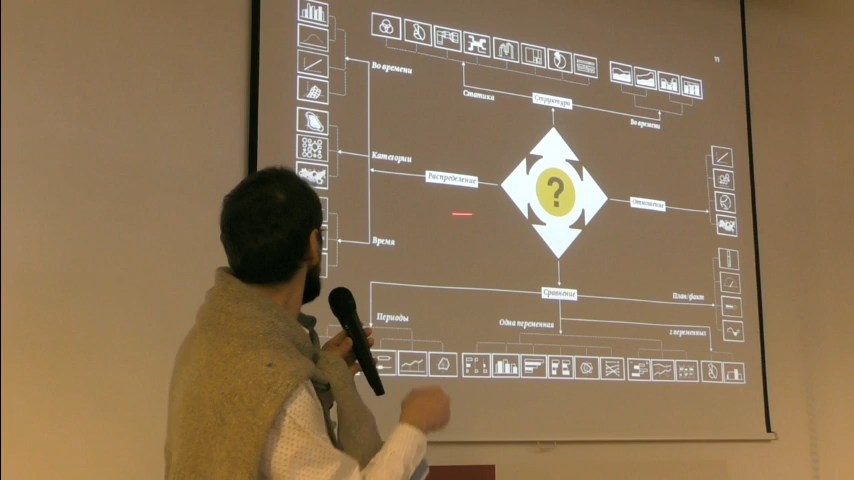 11
Во времени
Статика
Структура
Во времени
Категории
Распределение
?
Отношение
Время
Сравнение
План/факт
Периоды
Одна переменная
2 переменных